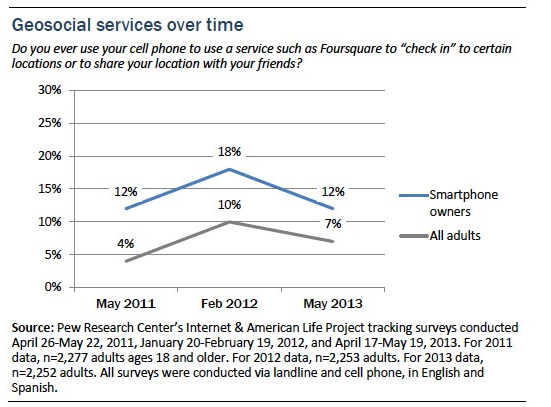 Geosocial services over time
Do you ever use your cell phone to use a service such as Foursquare to “check in” to certain
locations or to share your location with your friends?
30%
25%
20%
15%
10%
5%
0%
18%
12%
12%
10%
7%
4%
Smartphone
owners
All adults
May 2011 Feb 2012 May 2013
Source: Pew Research Center’s Internet & American Life Project tracking surveys conducted
April 26-May 22, 2011, January 20-February 19, 2012, and April 17-May 19, 2013. For 2011
data, n=2,277 adults ages 18 and older. For 2012 data, n=2,253 adults. For 2013 data,
n=2,252 adults. All surveys were conducted via landline and cell phone, in English and
Spanish.